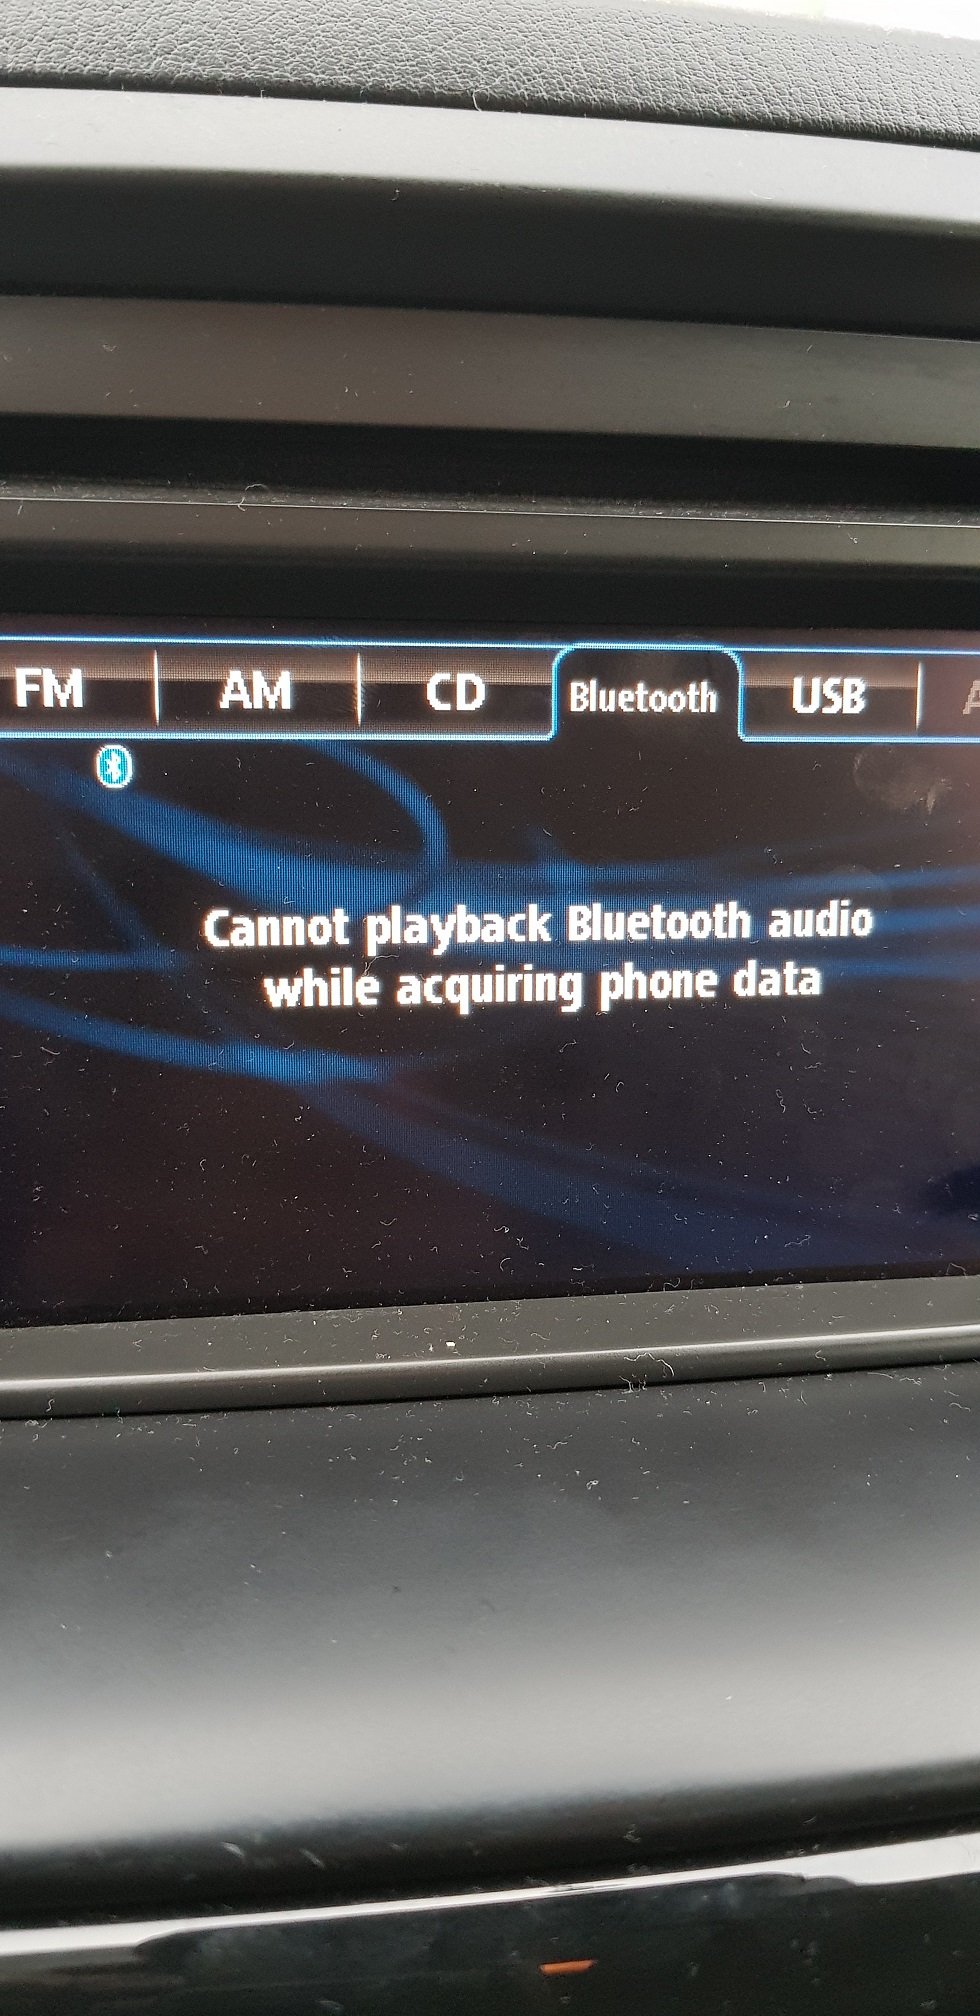 FM AM CD Bluetooth USB
Cannot playback Bluetooth audio
while acquiring phone data